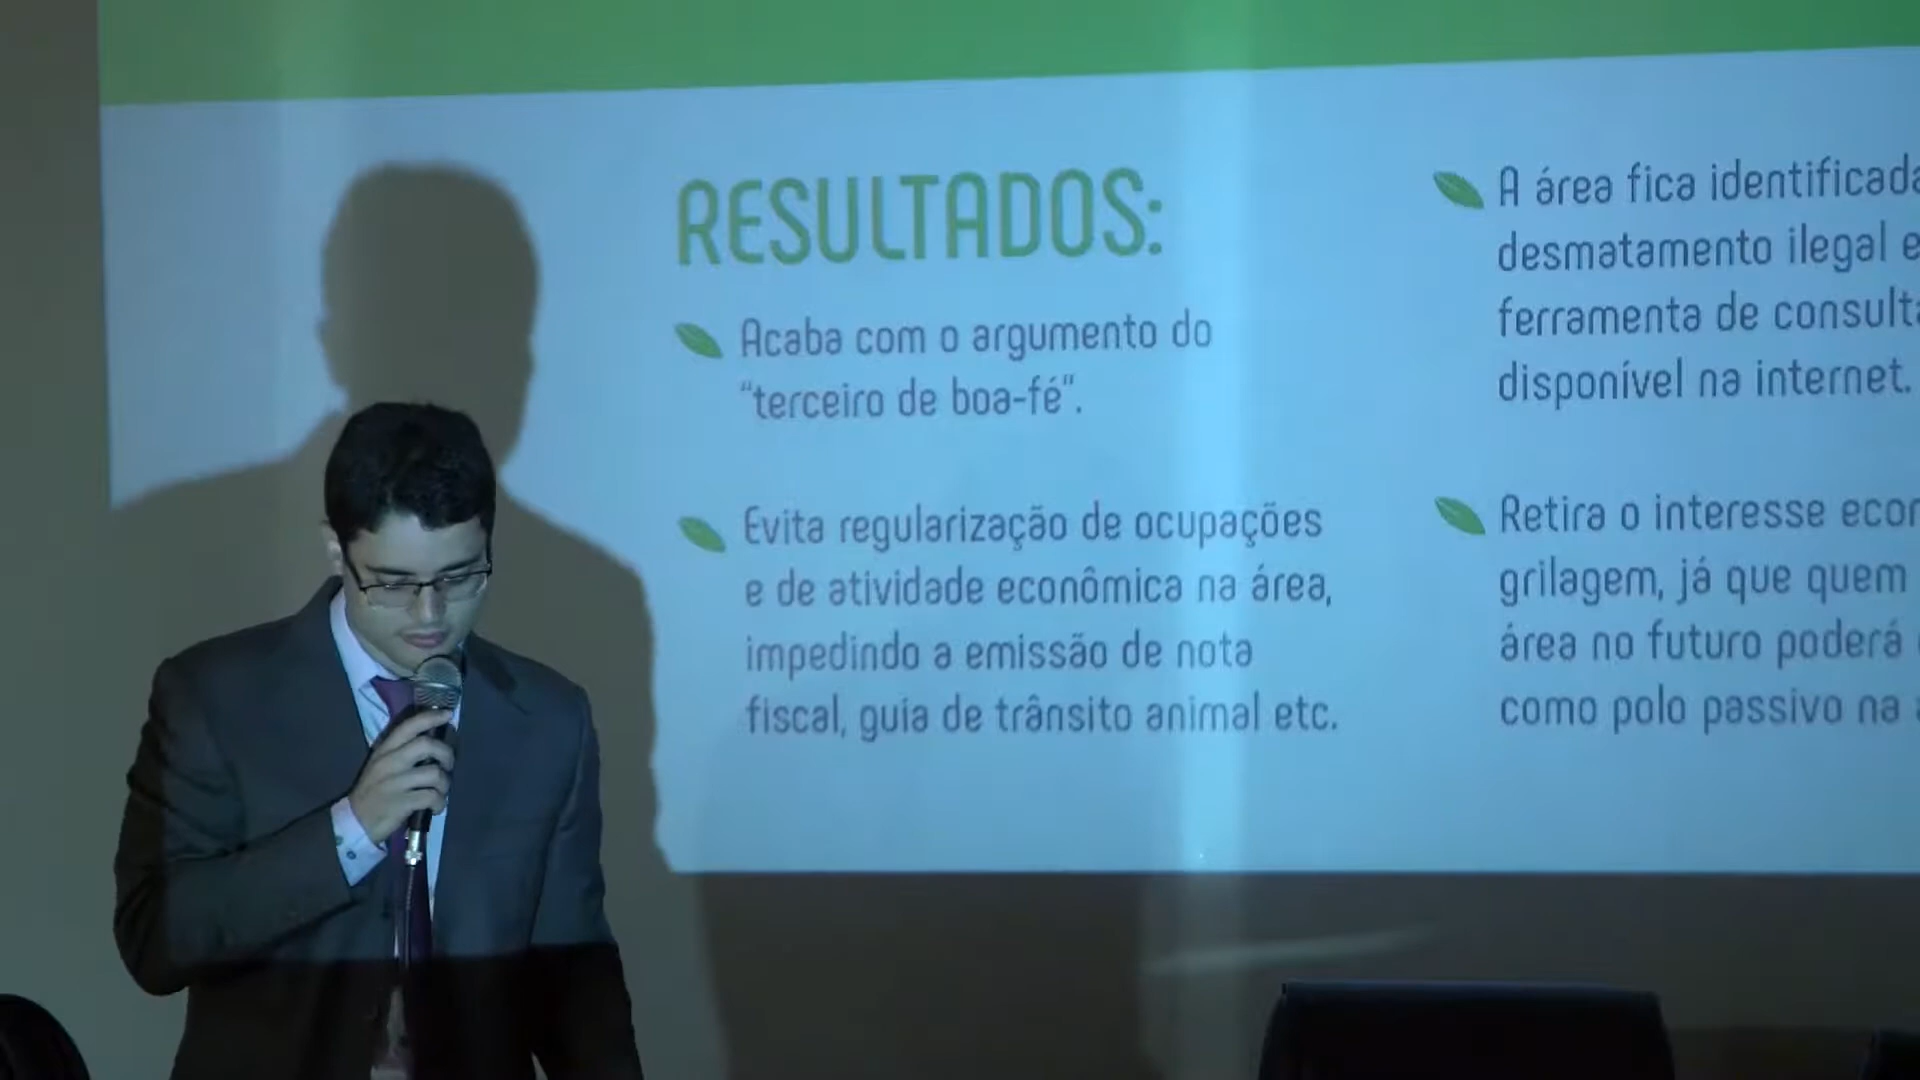 RESULTADOS:
Acaba com o argumento do
“terceiro de boa-fé”.
Evita regularização de ocupações
e de atividade econômica na área,
impedindo a emissão de nota
fiscal, guia de trânsito animal etc.
A área fica identificada
desmatamento ilegal e
ferramenta de consulta
disponível na internet.
Retira o interesse
grilagem, já que quem
área no futuro poderá
como polo passivo na